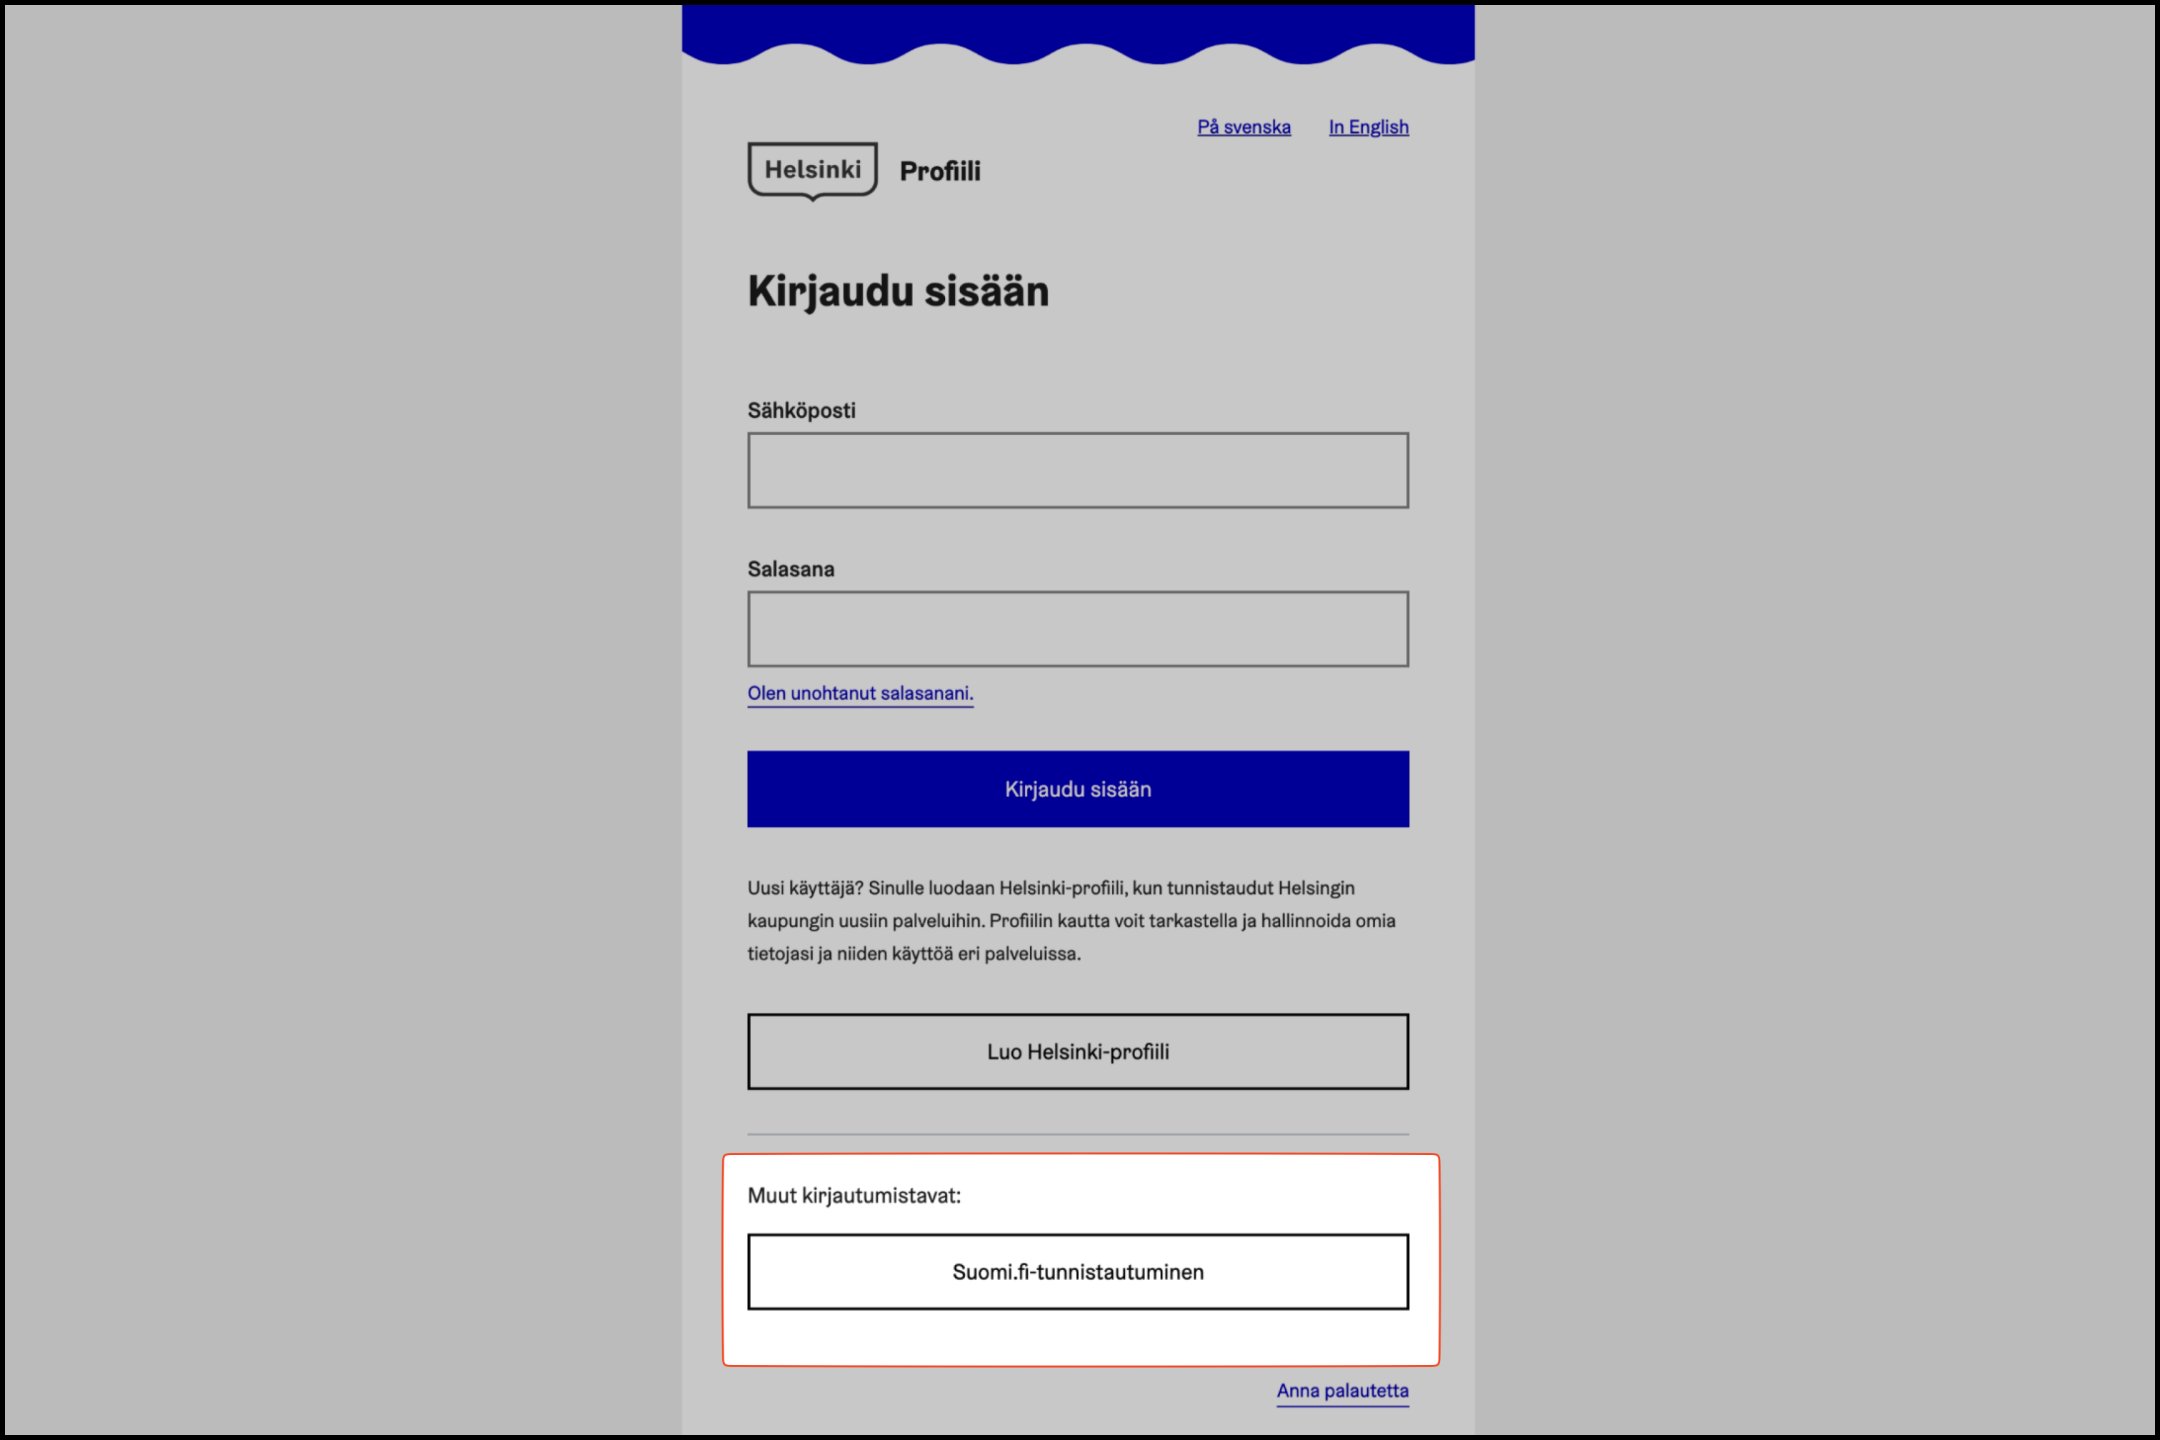 På svenska In English
Helsinki Profiili
Kirjaudu sisään
Sähköposti
Salasana
Olen unohtanut salasanani.
Kirjaudu sisään
Uusi käyttäjä? Sinulle luodaan Helsinki-profiili, kun tunnistaudut Helsingin
kaupungin uusiin palveluihin. Profiilin kautta voit tarkastella ja hallinnoida omia
tietojasi ja niiden käyttöä eri palveluissa.
Luo Helsinki-profiili
Muut kirjautumistavat:
Suomi.fi-tunnistautuminen
Anna palautetta